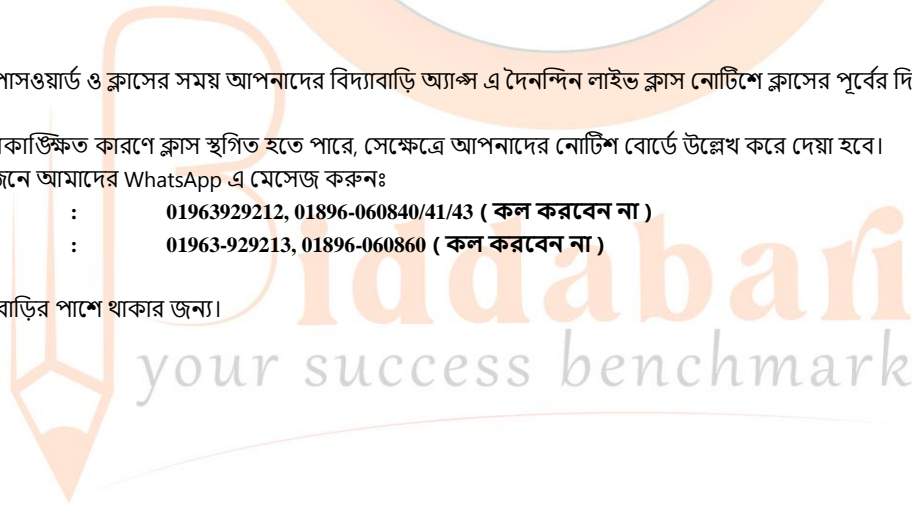 পাসওয়ার্ড ও ক্লাসের সময় আপনাদের বিদ্যাবাড়ি অ্যাপ্স এ দৈনন্দিন লাইভ ক্লাস নোটিশে ক্লাসের পূর্বের দি
কাঙ্ক্ষিত কারণে ক্লাস স্থগিত হতে পারে, সেক্ষেত্রে আপনাদের নোটিশ বোর্ডে উল্লেখ করে দেয়া হবে।
জনে আমাদের WhatsApp এ মেসেজ করুনঃ
: 01963929212, 01896-060840/41/43 ( কল করবেন না )
: 01963-929213, 01896-060860 ( কল করবেন না )
বাড়ির পাশে থাকার জন্য।
Biddabari
your success benchmark